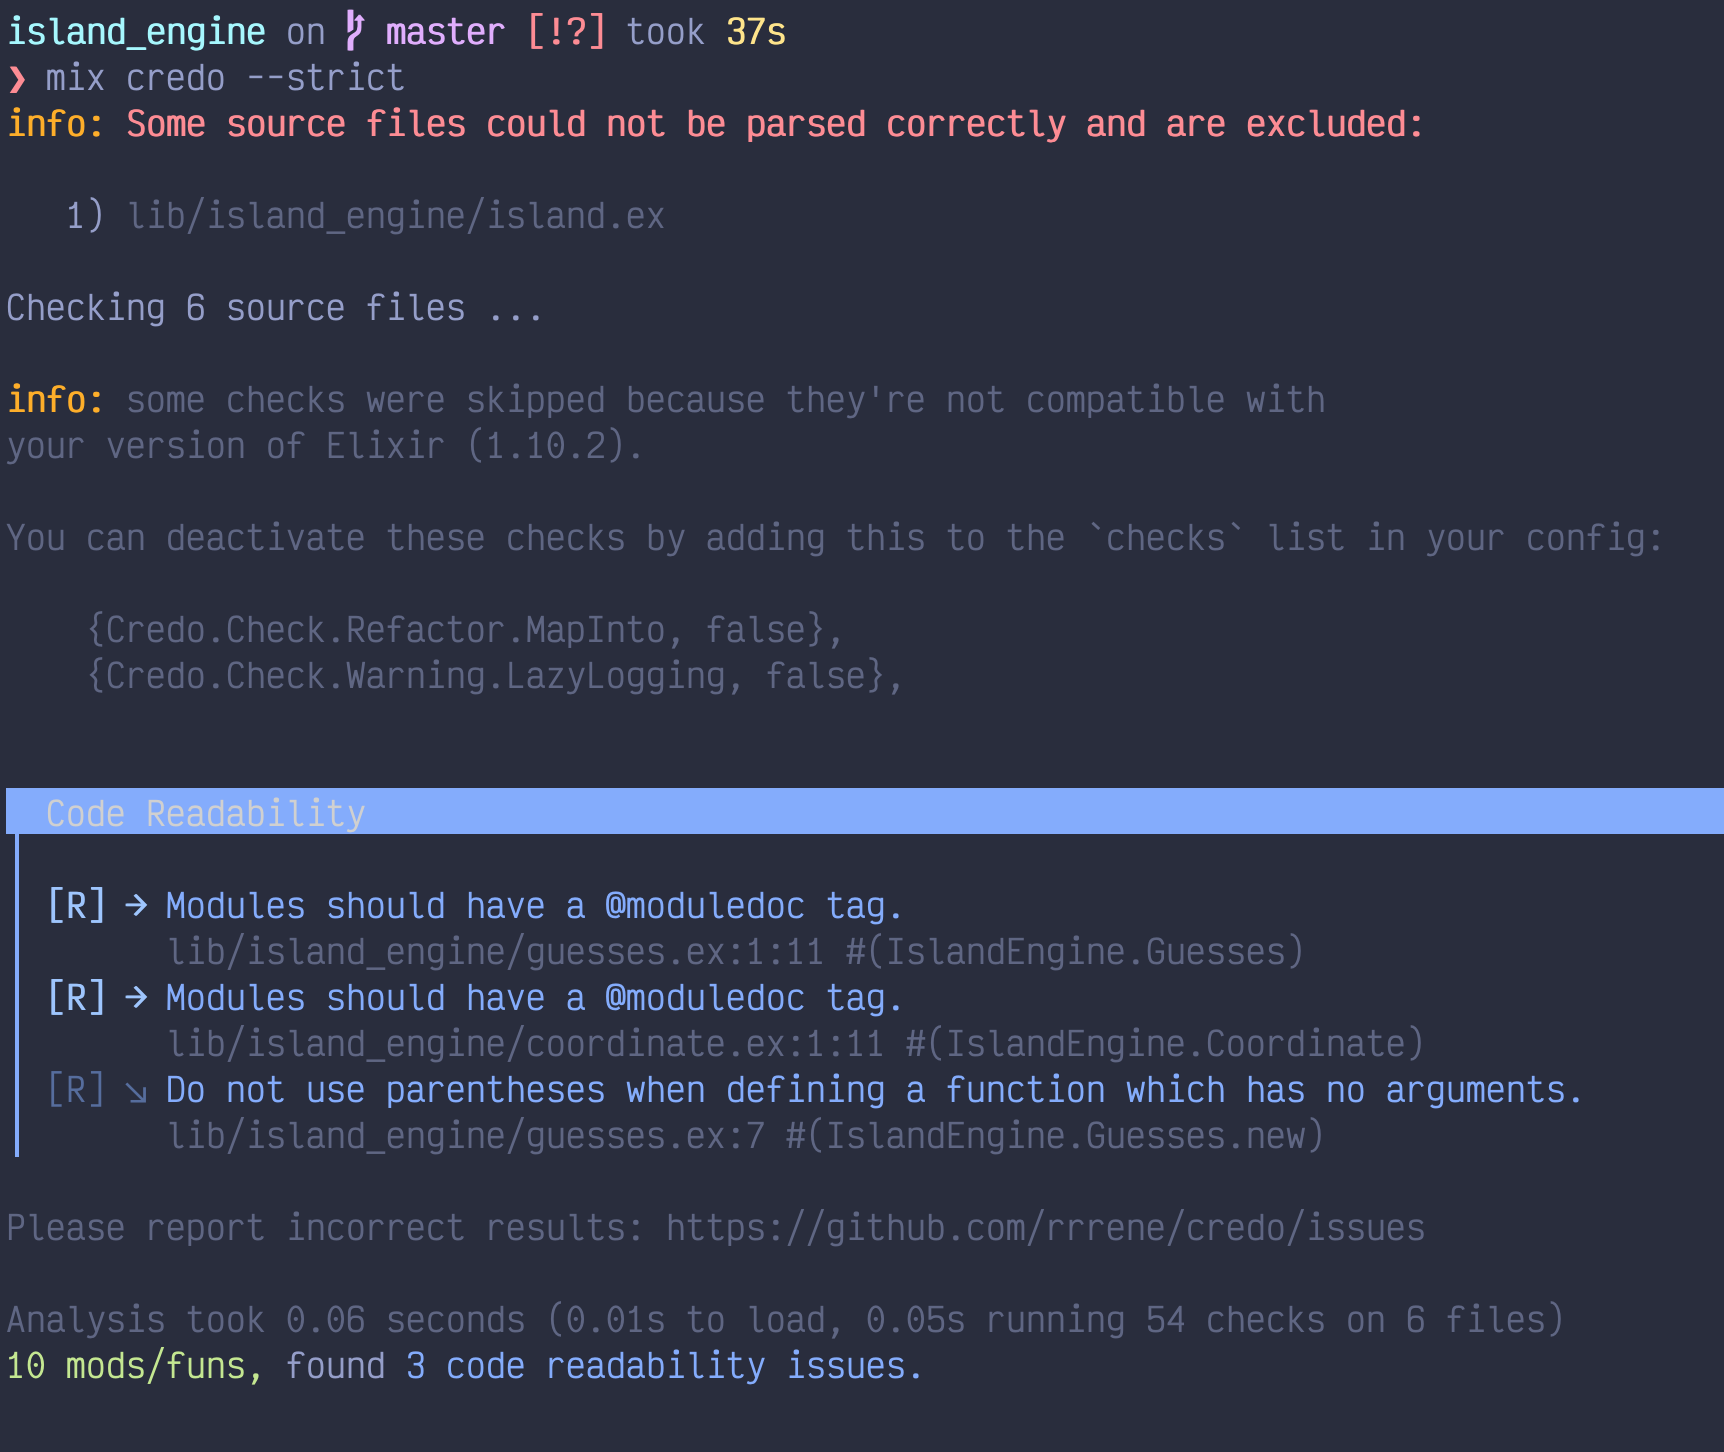 island_engine on master [!?] took 37s
❯ mix credo --strict
info: Some source files could not be parsed correctly and are excluded:
1) lib/island_engine/island.ex
Checking 6 source files ...
info: some checks were skipped because they're not compatible with
your version of Elixir (1.10.2).
You can deactivate these checks by adding this to the `checks` list in your config:
{Credo.Check.Refactor.MapInto, false},
{Credo.Check.Warning.LazyLogging, false},
Code Readability
[R] → Modules should have a @moduledoc tag.
lib/island_engine/guesses.ex:1:11 #(IslandEngine.Guesses)
[R] → Modules should have a @moduledoc tag.
lib/island_engine/coordinate.ex:1:11 #(IslandEngine.Coordinate)
[R] ↘ Do not use parentheses when defining a function which has no arguments.
lib/island_engine/guesses.ex:7 #(IslandEngine.Guesses.new)
Please report incorrect results: https://github.com/rrrene/credo/issues
Analysis took 0.06 seconds (0.01s to load, 0.05s running 54 checks on 6 files)
10 mods/funs, found 3 code readability issues.